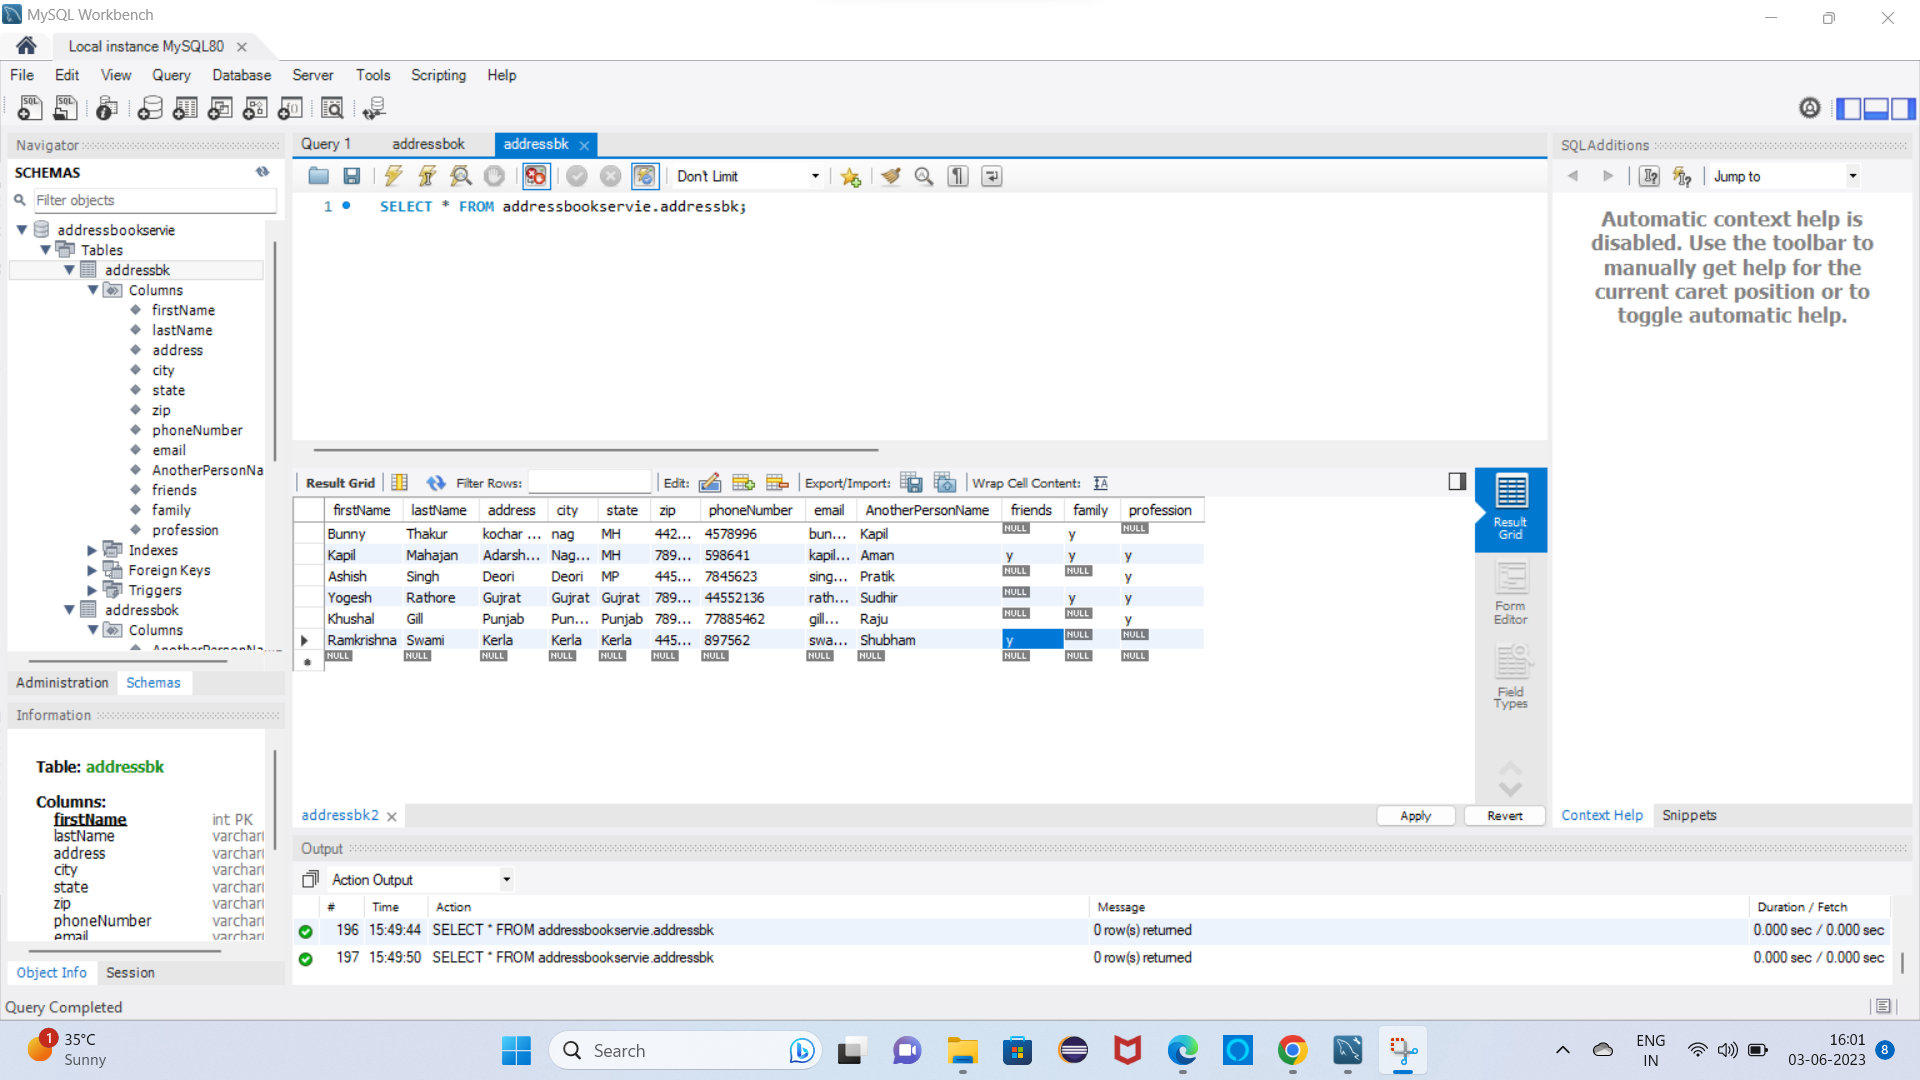 MySQL Workbench
Local instance MySQL80
File Edit View Query Database Server Tools Scripting Help
Navigator
SCHEMAS
Filter objects
addressbookservie
Tables
addressbk
Columns
firstName
lastName
address
city
state
zip
phoneNumber
email
AnotherPersonNa
friends
family
profession
Indexes
Foreign Keys
Triggers
addressbok
Columns
Administration Schemas
Information
Table: addressbk
Columns:
firstName int PK
lastName varchar(
address varchar(
city varchar(
state varchar(
zip varchar(
phoneNumber varchar(
email varchar(
Object Info Session
Query Completed
Query 1 addressbok addressbk
Don't Limit
1 SELECT * FROM addressbookservie.addressbk;
Result Grid Filter Rows: Edit: Export/Import: Wrap Cell Content:
firstName lastName address city state zip phoneNumber email AnotherPersonName friends family profession
Bunny Thakur kochar ... nag MH 442... 4578996 bun... Kapil NULL y NULL
Kapil Mahajan Adarsh... Nag... MH 789... 598641 kapil... Aman y y y
Ashish Singh Deori Deori MP 445... 7845623 sing... Pratik NULL NULL y
Yogesh Rathore Gujrat Gujrat Gujrat 789... 44552136 rath... Sudhir NULL y y
Khushal Gill Punjab Pun... Punjab 789... 77885462 gill... Raju NULL NULL y
Ramkrishna Swami Kerla Kerla Kerla 445... 897562 swa... Shubham y NULL NULL
NULL NULL NULL NULL NULL NULL NULL NULL NULL NULL NULL NULL
Result Grid
Form Editor
Field Types
addressbk2
Apply Revert
Output
Action Output
# Time Action Message Duration / Fetch
196 15:49:44 SELECT * FROM addressbookservie.addressbk 0 row(s) returned 0.000 sec / 0.000 sec
197 15:49:50 SELECT * FROM addressbookservie.addressbk 0 row(s) returned 0.000 sec / 0.000 sec
SQLAdditions
Jump to
Automatic context help is
disabled. Use the toolbar to
manually get help for the
current caret position or to
toggle automatic help.
Context Help Snippets
1
35°C
Sunny
Search
ENG
IN
16:01
03-06-2023
8